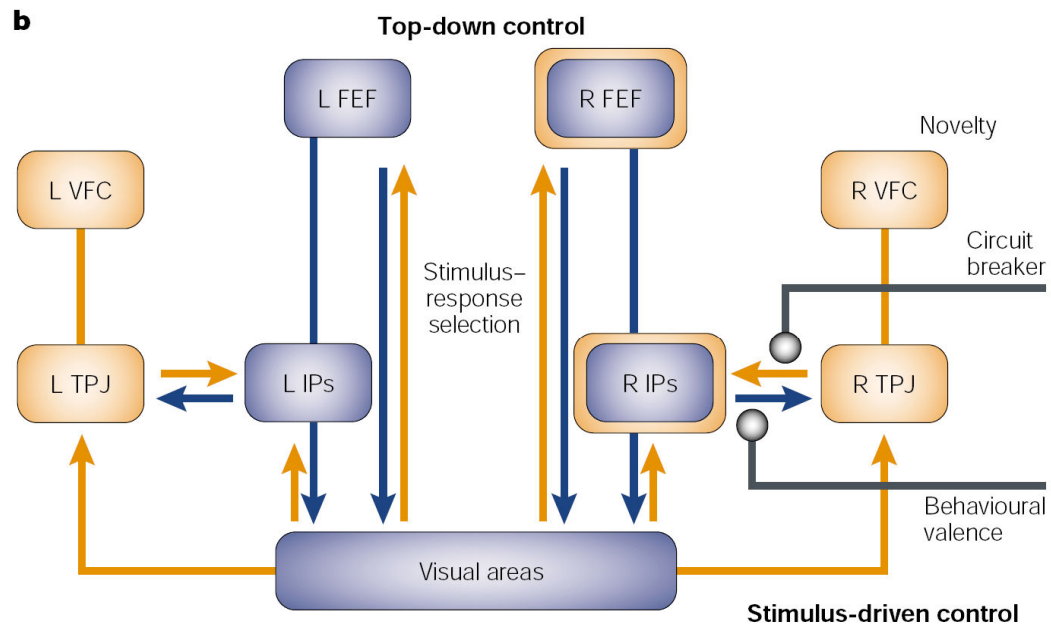 b
Top-down control
L FEF
R FEF
Novelty
L VFC
R VFC
Circuit
breaker
Stimulus–
response
selection
L TPJ
L IPs
R IPs
R TPJ
Behavioural
valence
Visual areas
Stimulus-driven control